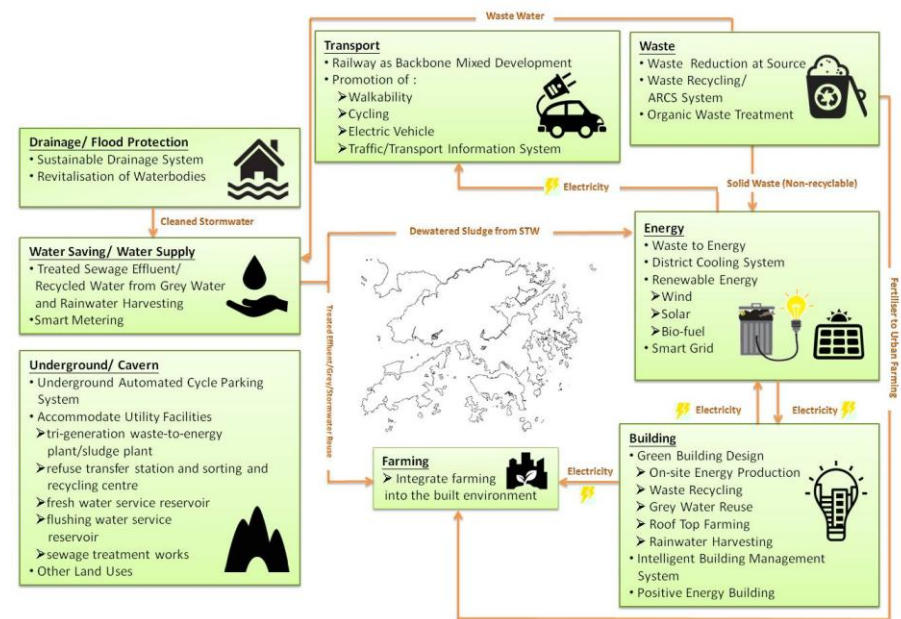 Waste Water
Transport
• Railway as Backbone Mixed Development
• Promotion of :
➢Walkability
➢Cycling
➢Electric Vehicle
➢Traffic/Transport Information System
Waste
• Waste Reduction at Source
• Waste Recycling/
ARCS System
• Organic Waste Treatment
Drainage/ Flood Protection
• Sustainable Drainage System
• Revitalisation of Waterbodies
Electricity
Solid Waste (Non-recyclable)
Cleaned Stormwater
Dewatered Sludge from STW
Water Saving/ Water Supply
• Treated Sewage Effluent/
Recycled Water from Grey Water
and Rainwater Harvesting
• Smart Metering
Energy
• Waste to Energy
• District Cooling System
• Renewable Energy
➢Wind
➢Solar
➢Bio-fuel
• Smart Grid
Fertiliser to Urban Farming
Treated Effluent/Grey/Stormwater Reuse
Underground/ Cavern
• Underground Automated Cycle Parking
System
• Accommodate Utility Facilities
➢tri-generation waste-to-energy
plant/sludge plant
➢refuse transfer station and sorting and
recycling centre
➢fresh water service reservoir
➢flushing water service
reservoir
➢sewage treatment works
• Other Land Uses
Electricity
Electricity
Farming
➢ Integrate farming
into the built environment
Electricity
Building
• Green Building Design
➢ On-site Energy Production
➢ Waste Recycling
➢ Grey Water Reuse
➢ Roof Top Farming
➢ Rainwater Harvesting
• Intelligent Building Management
System
• Positive Energy Building